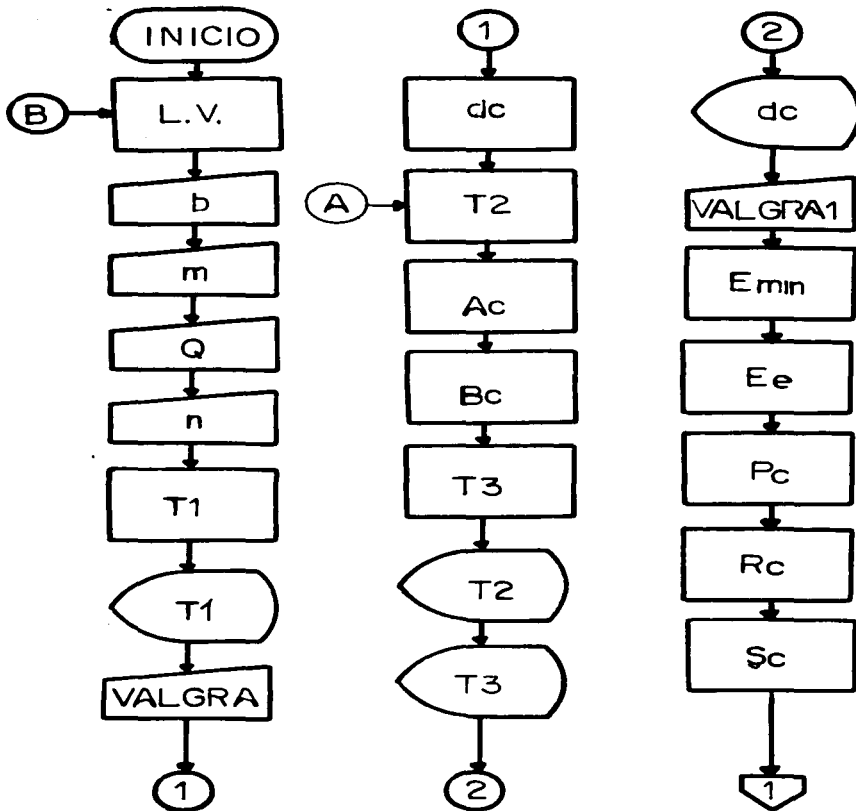 INICIO
B
L.V.
b
m
Q
n
T1
T1
VALGRA
1
1
dc
A
T2
Ac
Bc
T3
T2
T3
2
2
dc
VALGRA1
Emin
Ee
Pc
Rc
Sc
1